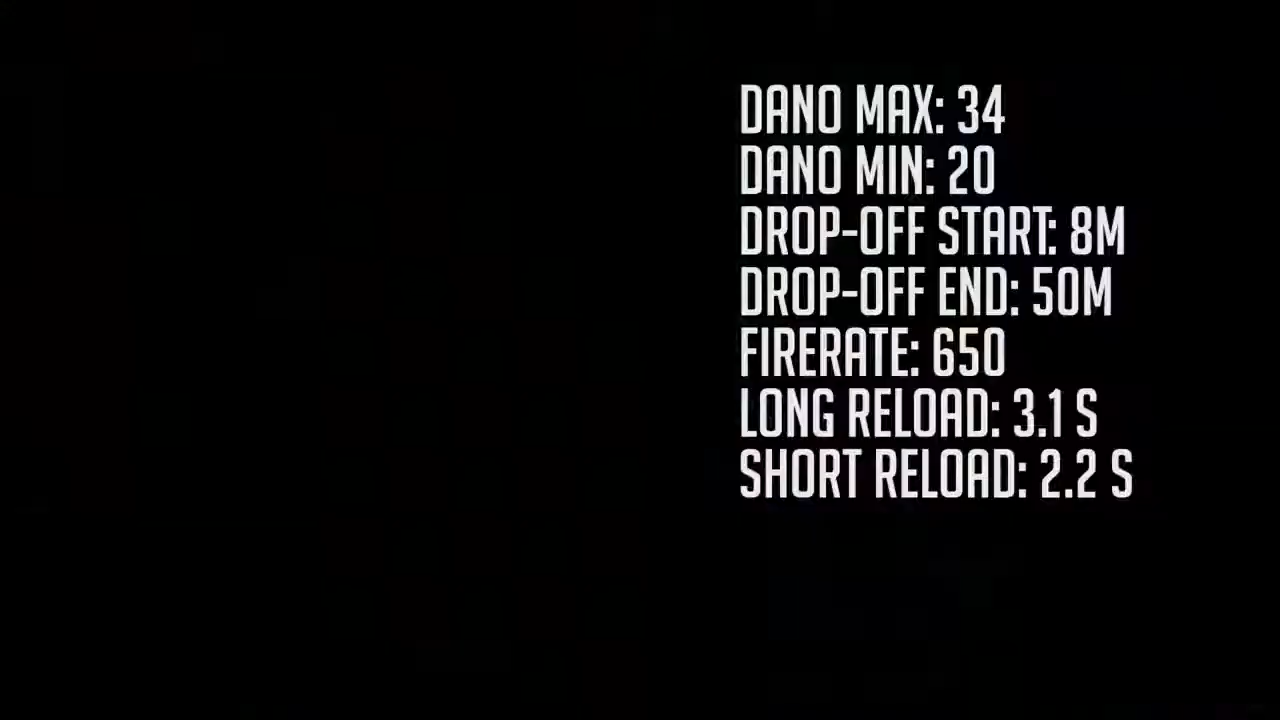 DANO MAX: 34
DANO MIN: 20
DROP-OFF START: 8M
DROP-OFF END: 50M
FIRERATE: 650
LONG RELOAD: 3.1 S
SHORT RELOAD: 2.2 S